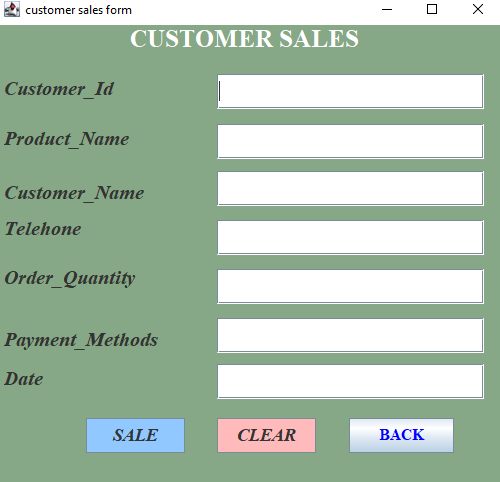 customer sales form
CUSTOMER SALES
Customer_Id
Product_Name
Customer_Name
Telehone
Order_Quantity
Payment_Methods
Date
SALE CLEAR BACK